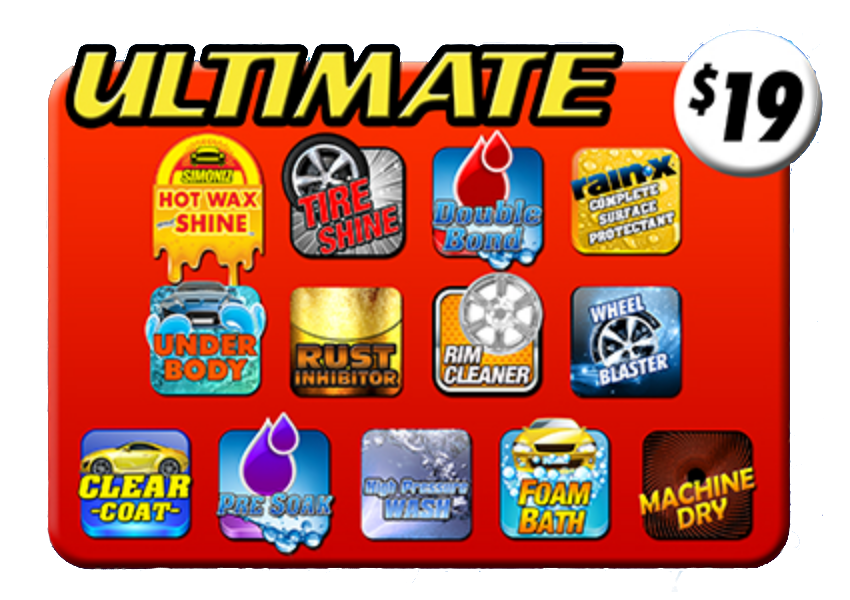 ULTIMATE
$19
SIMONIZ
HOT WAX
and SHINE
TIRE
SHINE
Double
Bond
rain-x
COMPLETE
SURFACE
PROTECTANT
UNDER
BODY
RUST
INHIBITOR
RIM
CLEANER
WHEEL
BLASTER
CLEAR
-COAT-
PRE SOAK
High Pressure
WASH
FOAM
BATH
MACHINE
DRY